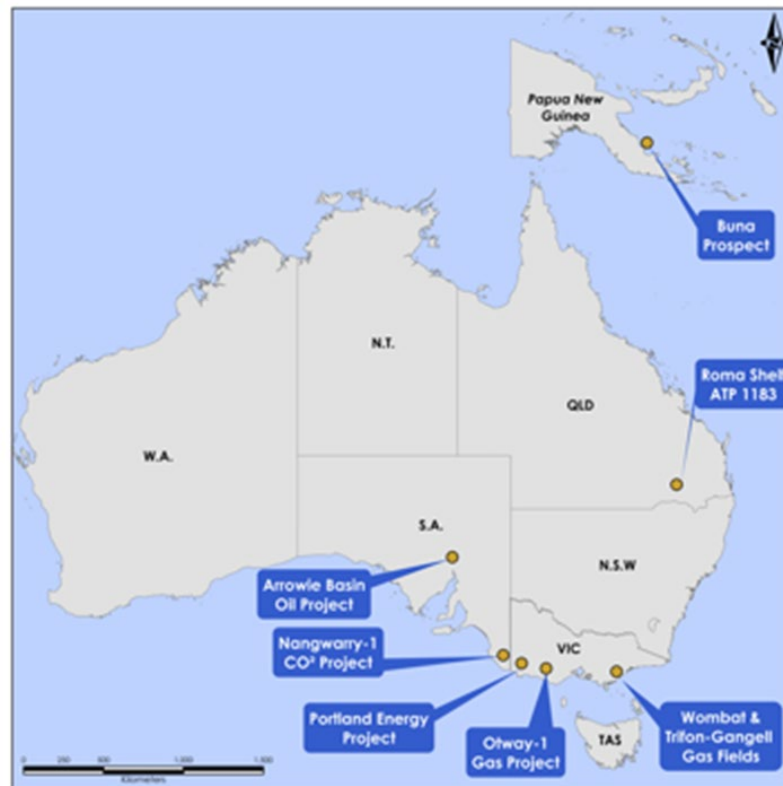 Papua New
Guinea
Buna
Prospect
N.T.
Roma Shelf
ATP 1183
QLD
W.A.
S.A.
N.S.W
Arrowie Basin
Oil Project
Nangwarry-1
CO² Project
VIC
Portland Energy
Project
Otway-1
Gas Project
TAS
Wombat &
Trifon-Gangell
Gas Fields
0 250 500 1,000 1,500
Kilometers